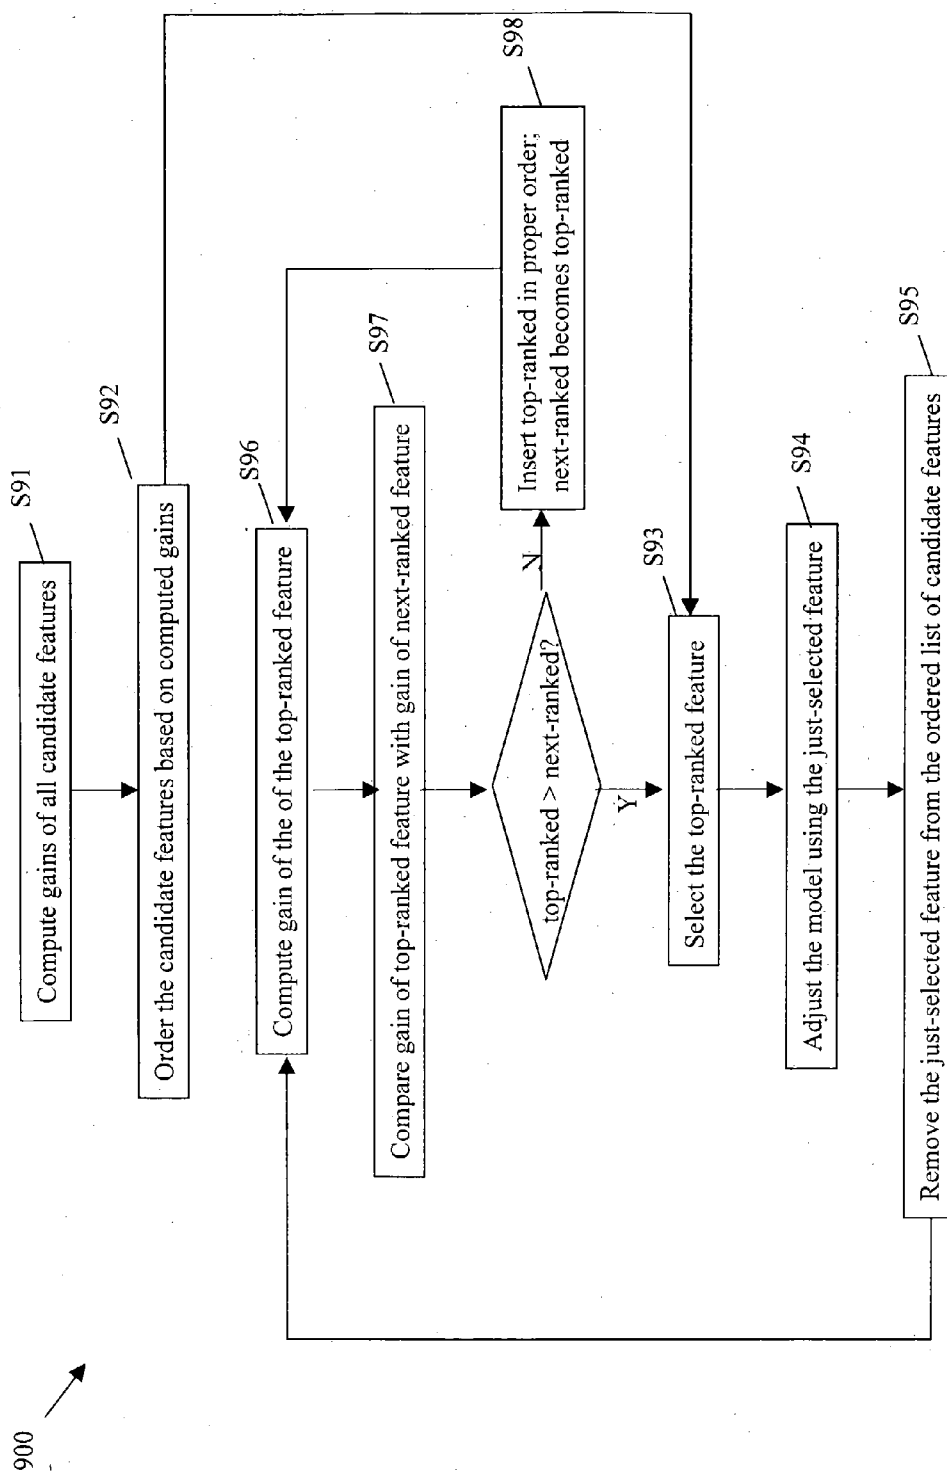 900
S91
Compute gains of all candidate features
S92
Order the candidate features based on computed gains
S96
Compute gain of the of the top-ranked feature
S97
Compare gain of top-ranked feature with gain of next-ranked feature
top-ranked > next-ranked?
N
S98
Insert top-ranked in proper order;
next-ranked becomes top-ranked
Y
S93
Select the top-ranked feature
S94
Adjust the model using the just-selected feature
S95
Remove the just-selected feature from the ordered list of candidate features